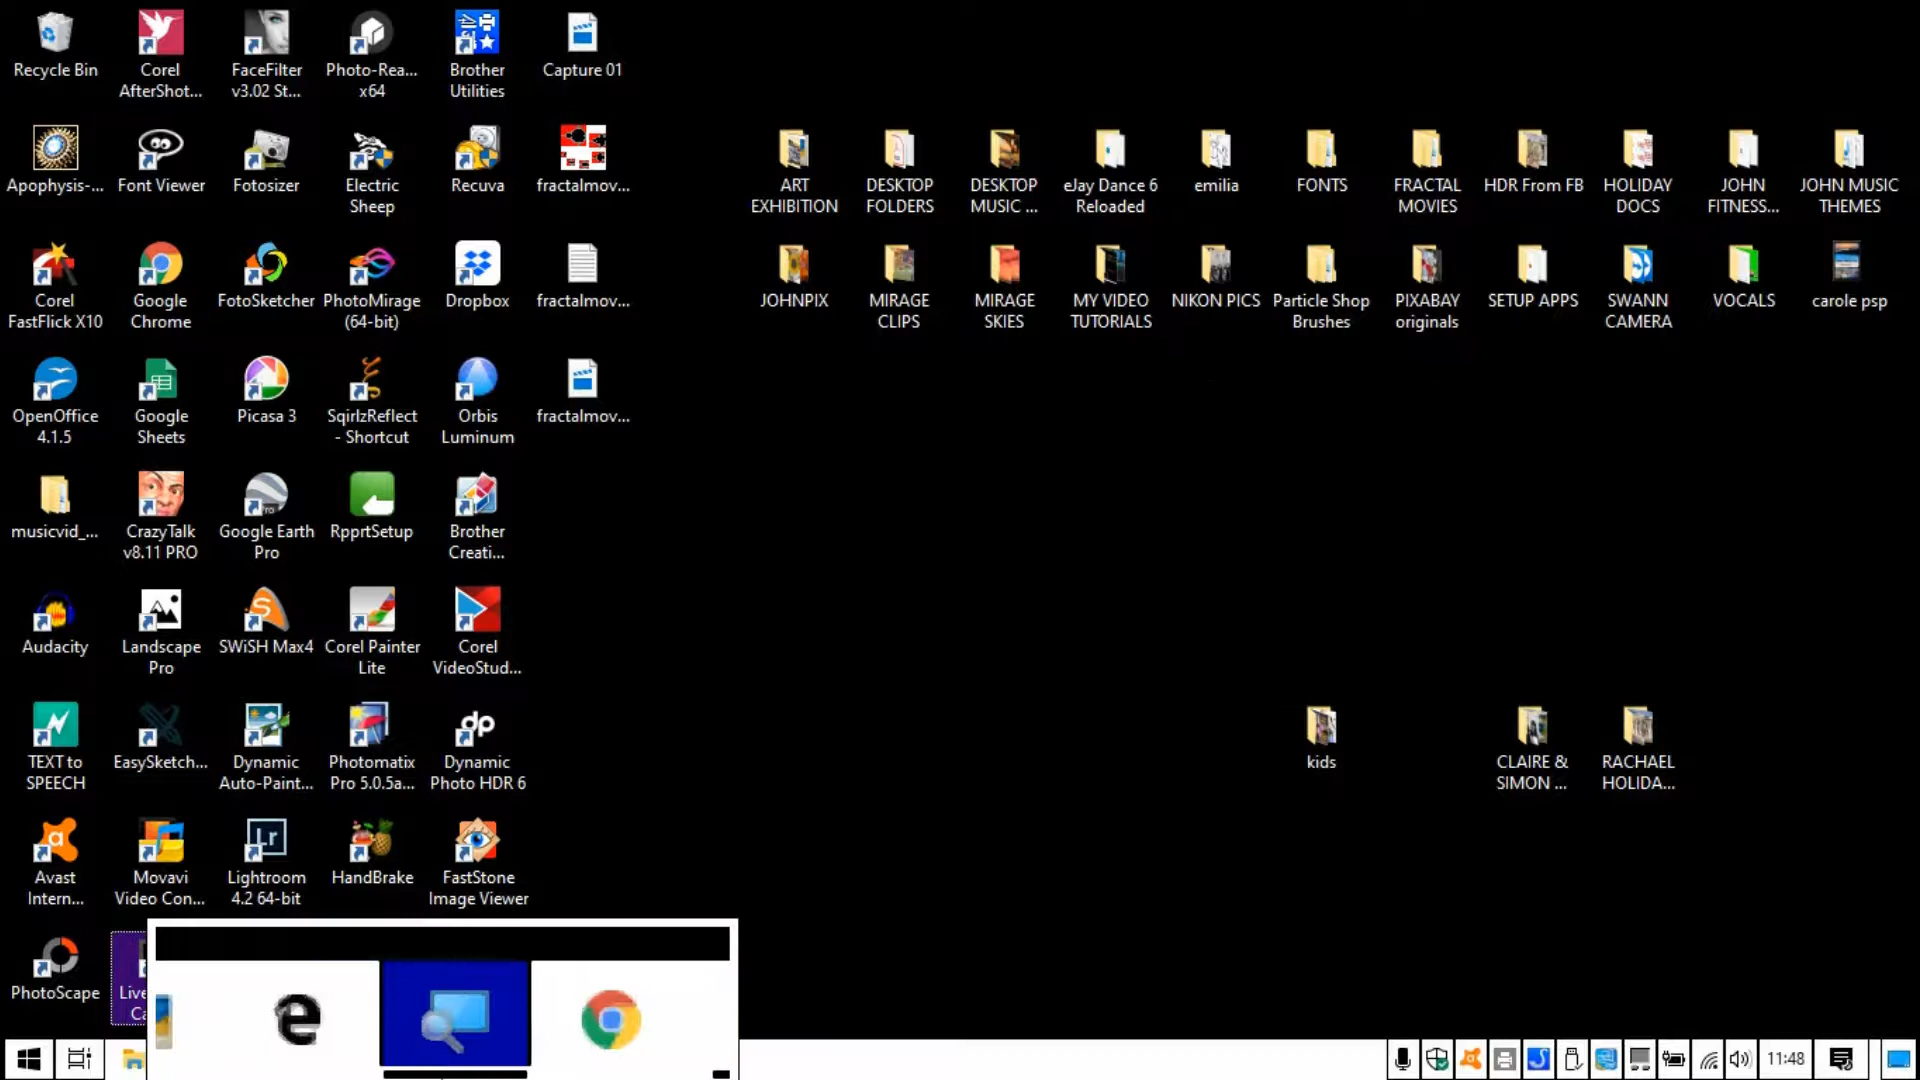 Recycle Bin
Corel
AfterShot...
FaceFilter
v3.02 St...
Photo-Rea...
x64
Brother
Utilities
Capture 01
Apophysis-...
Font Viewer
Fotosizer
Electric
Sheep
Recuva
fractalmov...
ART
EXHIBITION
DESKTOP
FOLDERS
DESKTOP
MUSIC ...
eJay Dance 6
Reloaded
emilia
FONTS
FRACTAL
MOVIES
HDR From FB
HOLIDAY
DOCS
JOHN
FITNESS...
JOHN MUSIC
THEMES
Corel
FastFlick X10
Google
Chrome
FotoSketcher
PhotoMirage
(64-bit)
Dropbox
fractalmov...
JOHNPIX
MIRAGE
CLIPS
MIRAGE
SKIES
MY VIDEO
TUTORIALS
NIKON PICS
Particle Shop
Brushes
PIXABAY
originals
SETUP APPS
SWANN
CAMERA
VOCALS
carole psp
OpenOffice
4.1.5
Google
Sheets
Picasa 3
SqirlzReflect
- Shortcut
Orbis
Luminum
fractalmov...
musicvid_...
CrazyTalk
v8.11 PRO
Google Earth
Pro
RpprtSetup
Brother
Creati...
Audacity
Landscape
Pro
SWiSH Max4
Corel Painter
Lite
Corel
VideoStud...
TEXT to
SPEECH
EasySketch...
Dynamic
Auto-Paint...
Photomatix
Pro 5.0.5a...
dp
Dynamic
Photo HDR 6
kids
CLAIRE &
SIMON ...
RACHAEL
HOLIDA...
Avast
Intern...
Movavi
Video Con...
Lr
Lightroom
4.2 64-bit
HandBrake
FastStone
Image Viewer
PhotoScape
Live
Ca
11:48